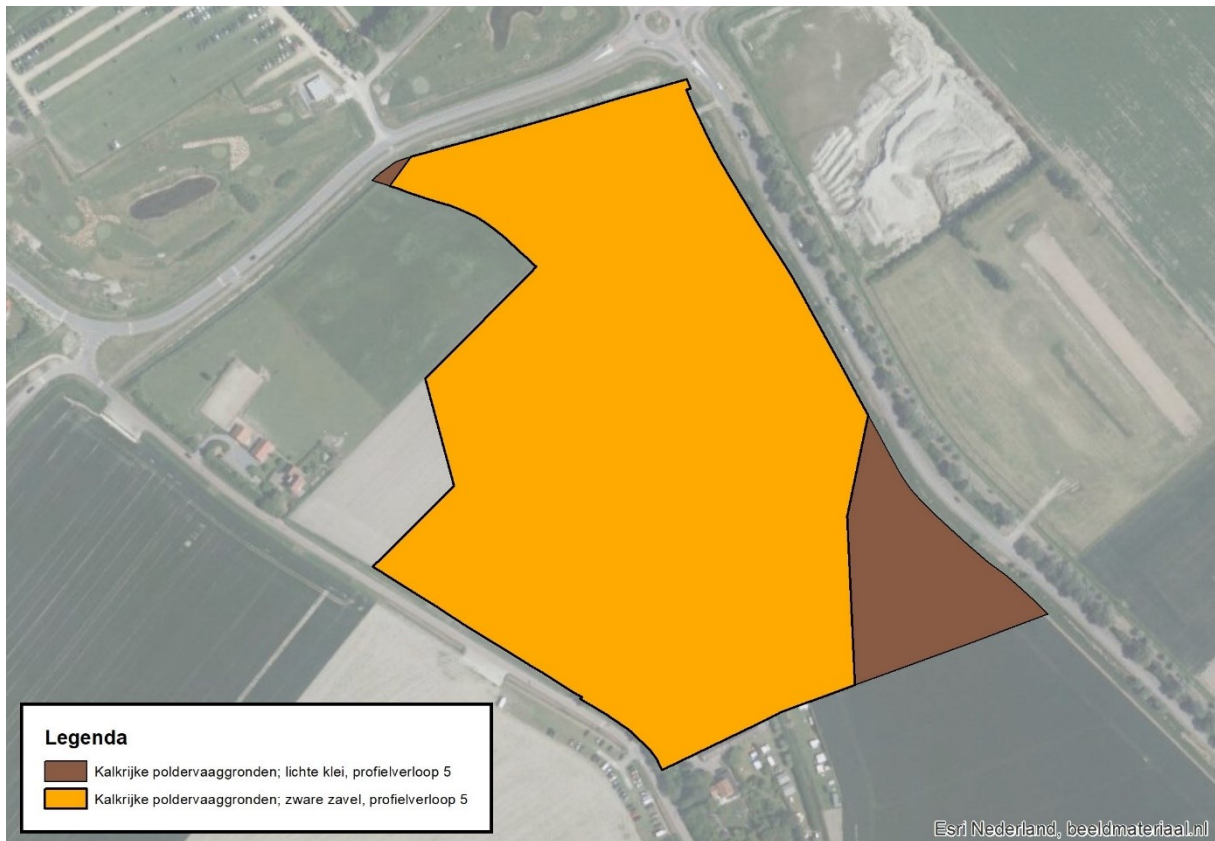 Legenda
Kalkrijke poldervaaggronden; lichte klei, profielverloop 5
Kalkrijke poldervaaggronden; zware zavel, profielverloop 5
Esri Nederland, beeldmateriaal.nl